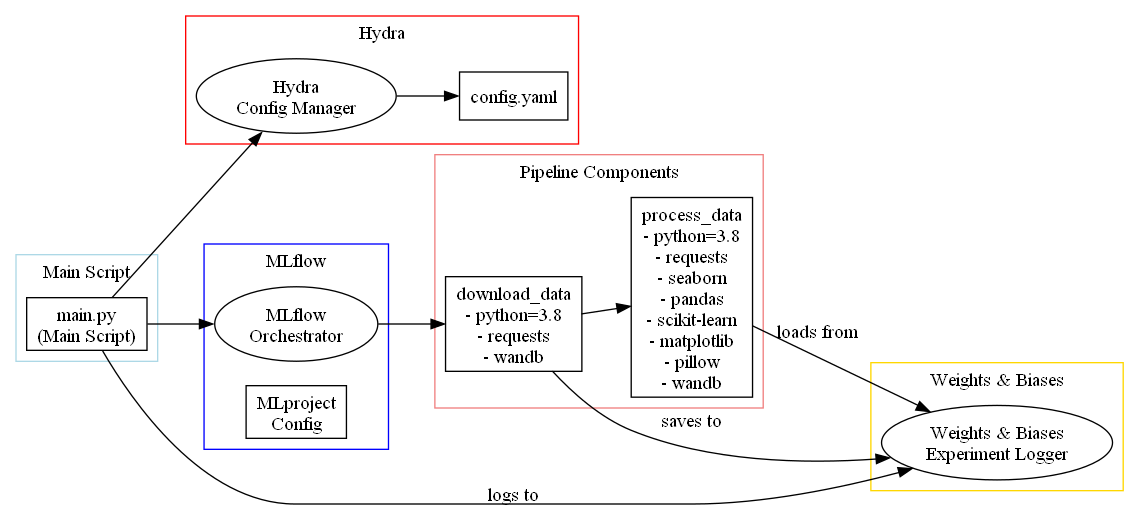 Hydra
Hydra
Config Manager
config.yaml
Main Script
main.py
(Main Script)
MLflow
MLflow
Orchestrator
MLproject
Config
Pipeline Components
download_data
- python=3.8
- requests
- wandb
process_data
- python=3.8
- requests
- seaborn
- pandas
- scikit-learn
- matplotlib
- pillow
- wandb
loads from
saves to
logs to
Weights & Biases
Weights & Biases
Experiment Logger